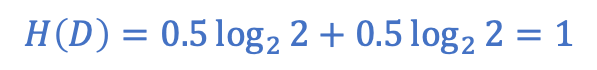 H(D) = 0.5 log₂ 2 + 0.5 log₂ 2 = 1